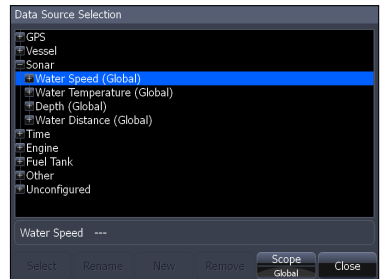 Data Source Selection
GPS
Vessel
Sonar
Water Speed (Global)
Water Temperature (Global)
Depth (Global)
Water Distance (Global)
Time
Engine
Fuel Tank
Other
Unconfigured
Water Speed ---
Select Rename New Remove Scope Global Close